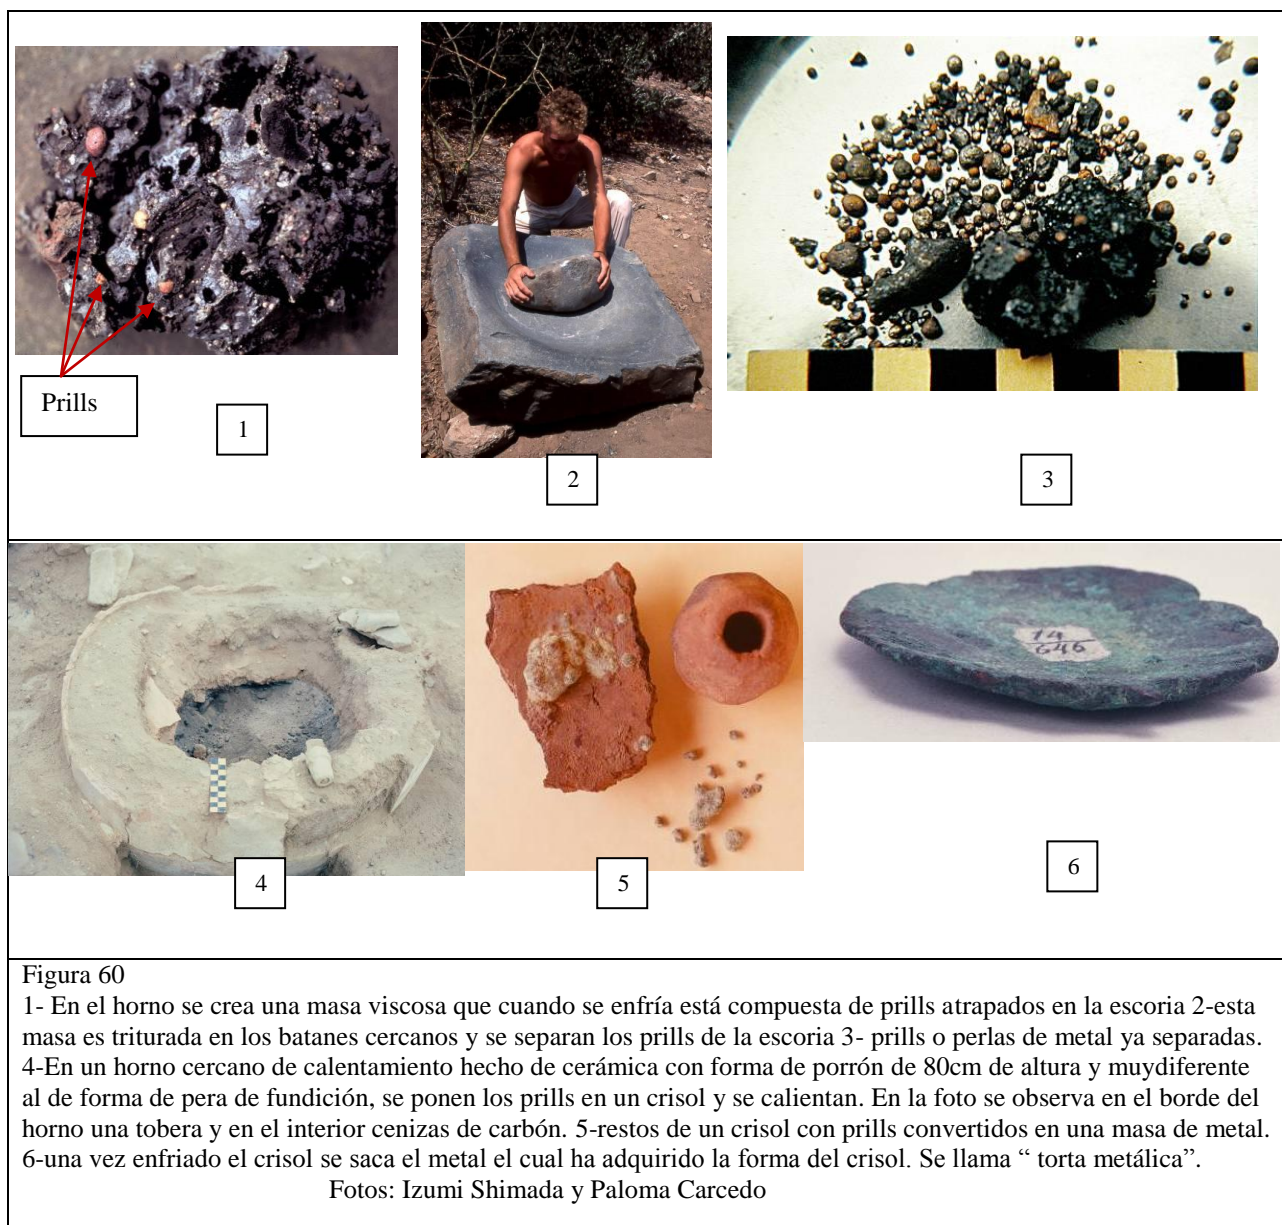 Prills
1
2
3
14
646
4
5
6
Figura 60
1- En el horno se crea una masa viscosa que cuando se enfría está compuesta de prills atrapados en la escoria 2-esta
masa es triturada en los batanes cercanos y se separan los prills de la escoria 3- prills o perlas de metal ya separadas.
4-En un horno cercano de calentamiento hecho de cerámica con forma de porrón de 80cm de altura y muydiferente
al de forma de pera de fundición, se ponen los prills en un crisol y se calientan. En la foto se observa en el borde del
horno una tobera y en el interior cenizas de carbón. 5-restos de un crisol con prills convertidos en una masa de metal.
6-una vez enfriado el crisol se saca el metal el cual ha adquirido la forma del crisol. Se llama “ torta metálica”.
Fotos: Izumi Shimada y Paloma Carcedo